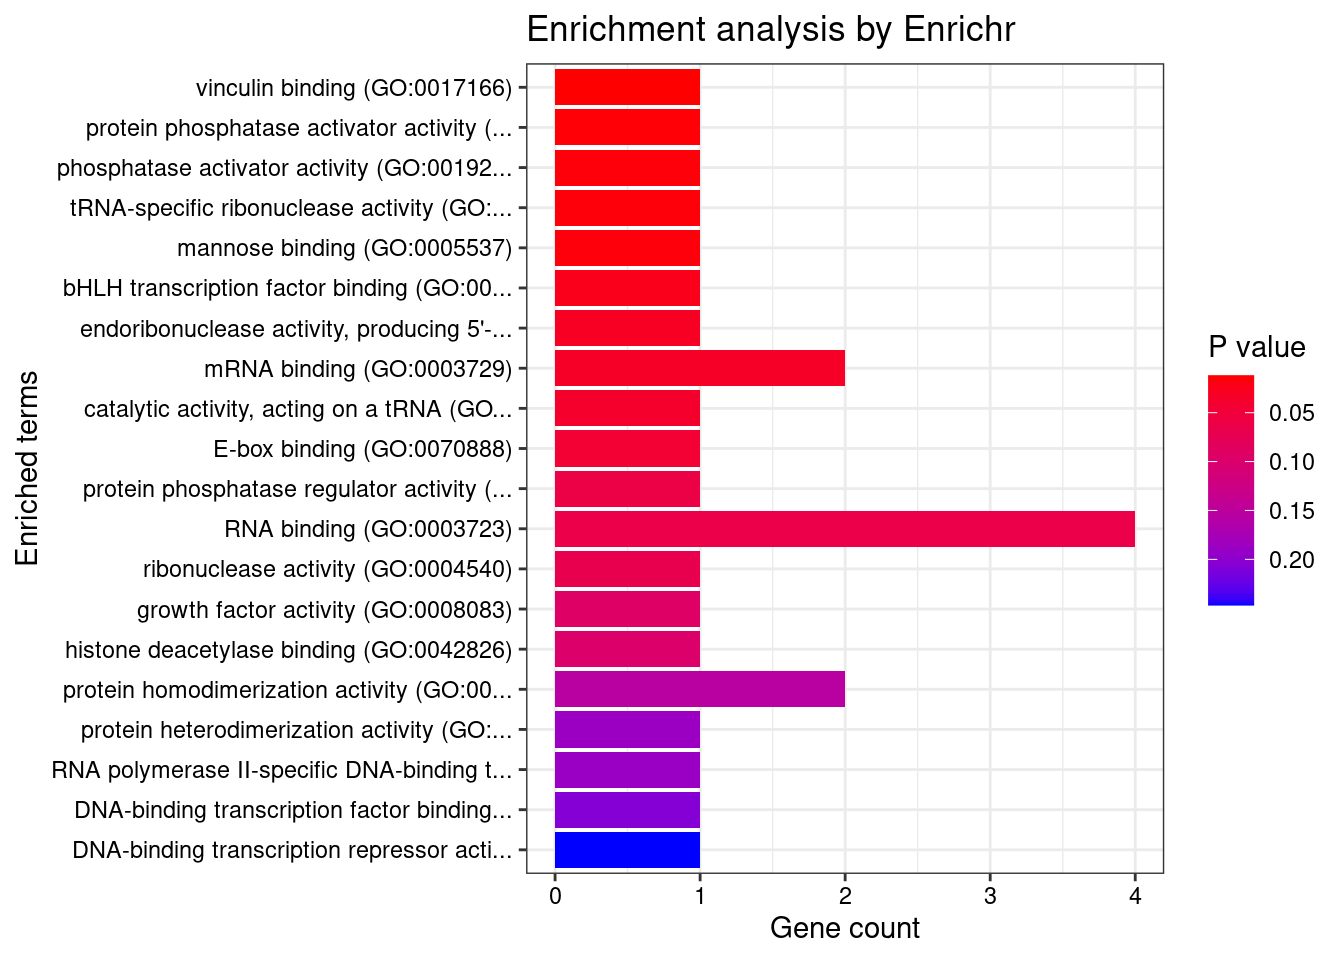 Enrichment analysis by Enrichr
vinculin binding (GO:0017166)
protein phosphatase activator activity (...
phosphatase activator activity (GO:00192...
tRNA-specific ribonuclease activity (GO:...
mannose binding (GO:0005537)
bHLH transcription factor binding (GO:00...
endoribonuclease activity, producing 5'-...
mRNA binding (GO:0003729)
catalytic activity, acting on a tRNA (GO...
E-box binding (GO:0070888)
protein phosphatase regulator activity (...
RNA binding (GO:0003723)
ribonuclease activity (GO:0004540)
growth factor activity (GO:0008083)
histone deacetylase binding (GO:0042826)
protein homodimerization activity (GO:00...
protein heterodimerization activity (GO:...
RNA polymerase II-specific DNA-binding t...
DNA-binding transcription factor binding...
DNA-binding transcription repressor acti...
Enriched terms
0 1 2 3 4
Gene count
P value
0.05
0.10
0.15
0.20